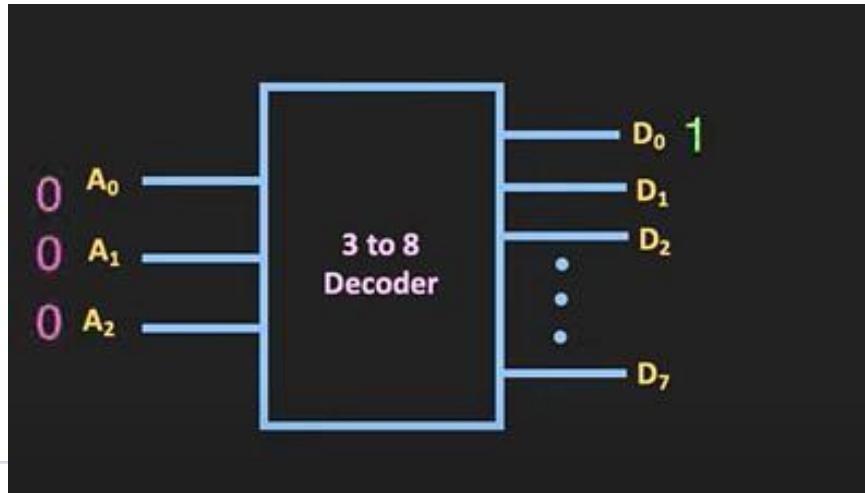 0 A₀
0 A₁
0 A₂
3 to 8
Decoder
D₀ 1
D₁
D₂
D₇